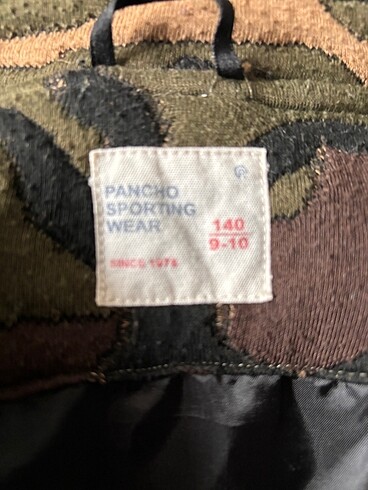 PANCHO
SPORTING
WEAR
140
9-10
SINCE 1978